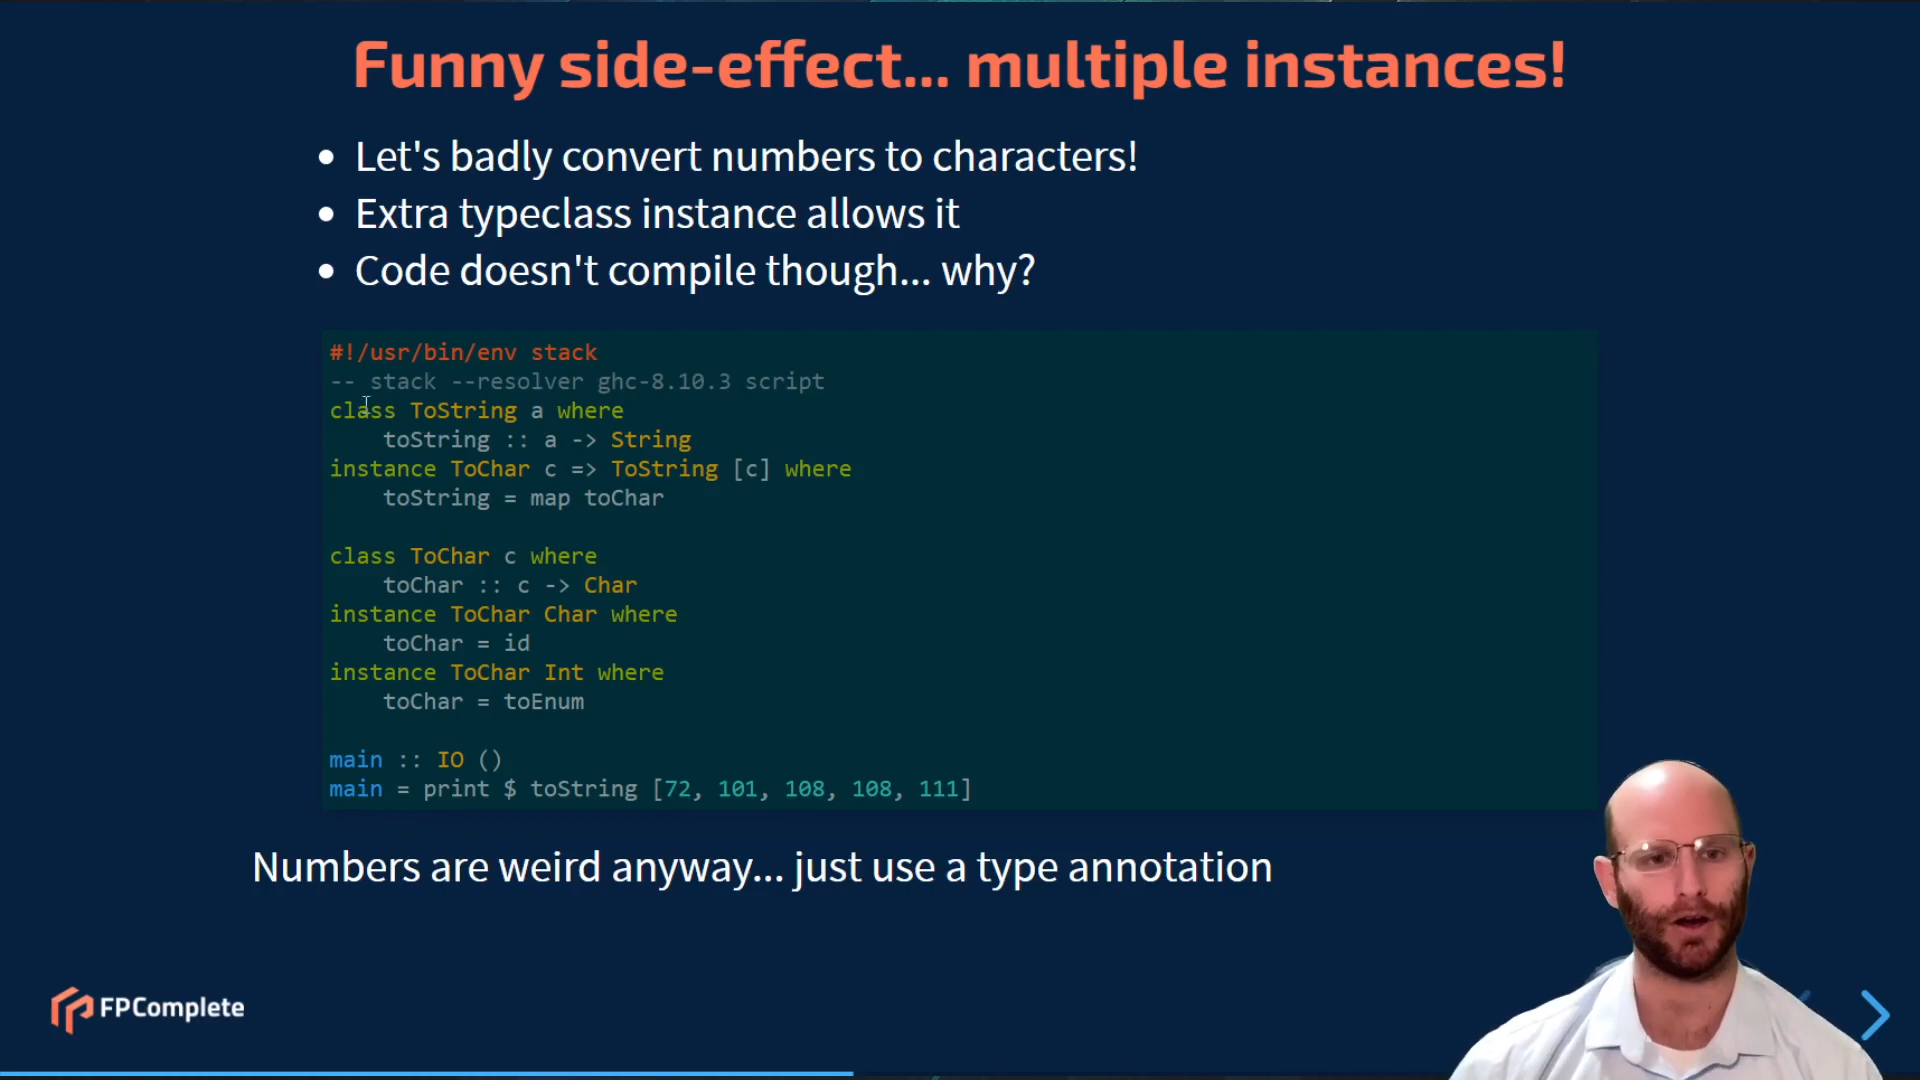 Funny side-effect... multiple instances!
• Let's badly convert numbers to characters!
• Extra typeclass instance allows it
• Code doesn't compile though... why?
#!/usr/bin/env stack
-- stack --resolver ghc-8.10.3 script
class ToString a where
    toString :: a -> String
instance ToChar c => ToString [c] where
    toString = map toChar

class ToChar c where
    toChar :: c -> Char
instance ToChar Char where
    toChar = id
instance ToChar Int where
    toChar = toEnum

main :: IO ()
main = print $ toString [72, 101, 108, 108, 111]
Numbers are weird anyway... just use a type annotation
FPComplete